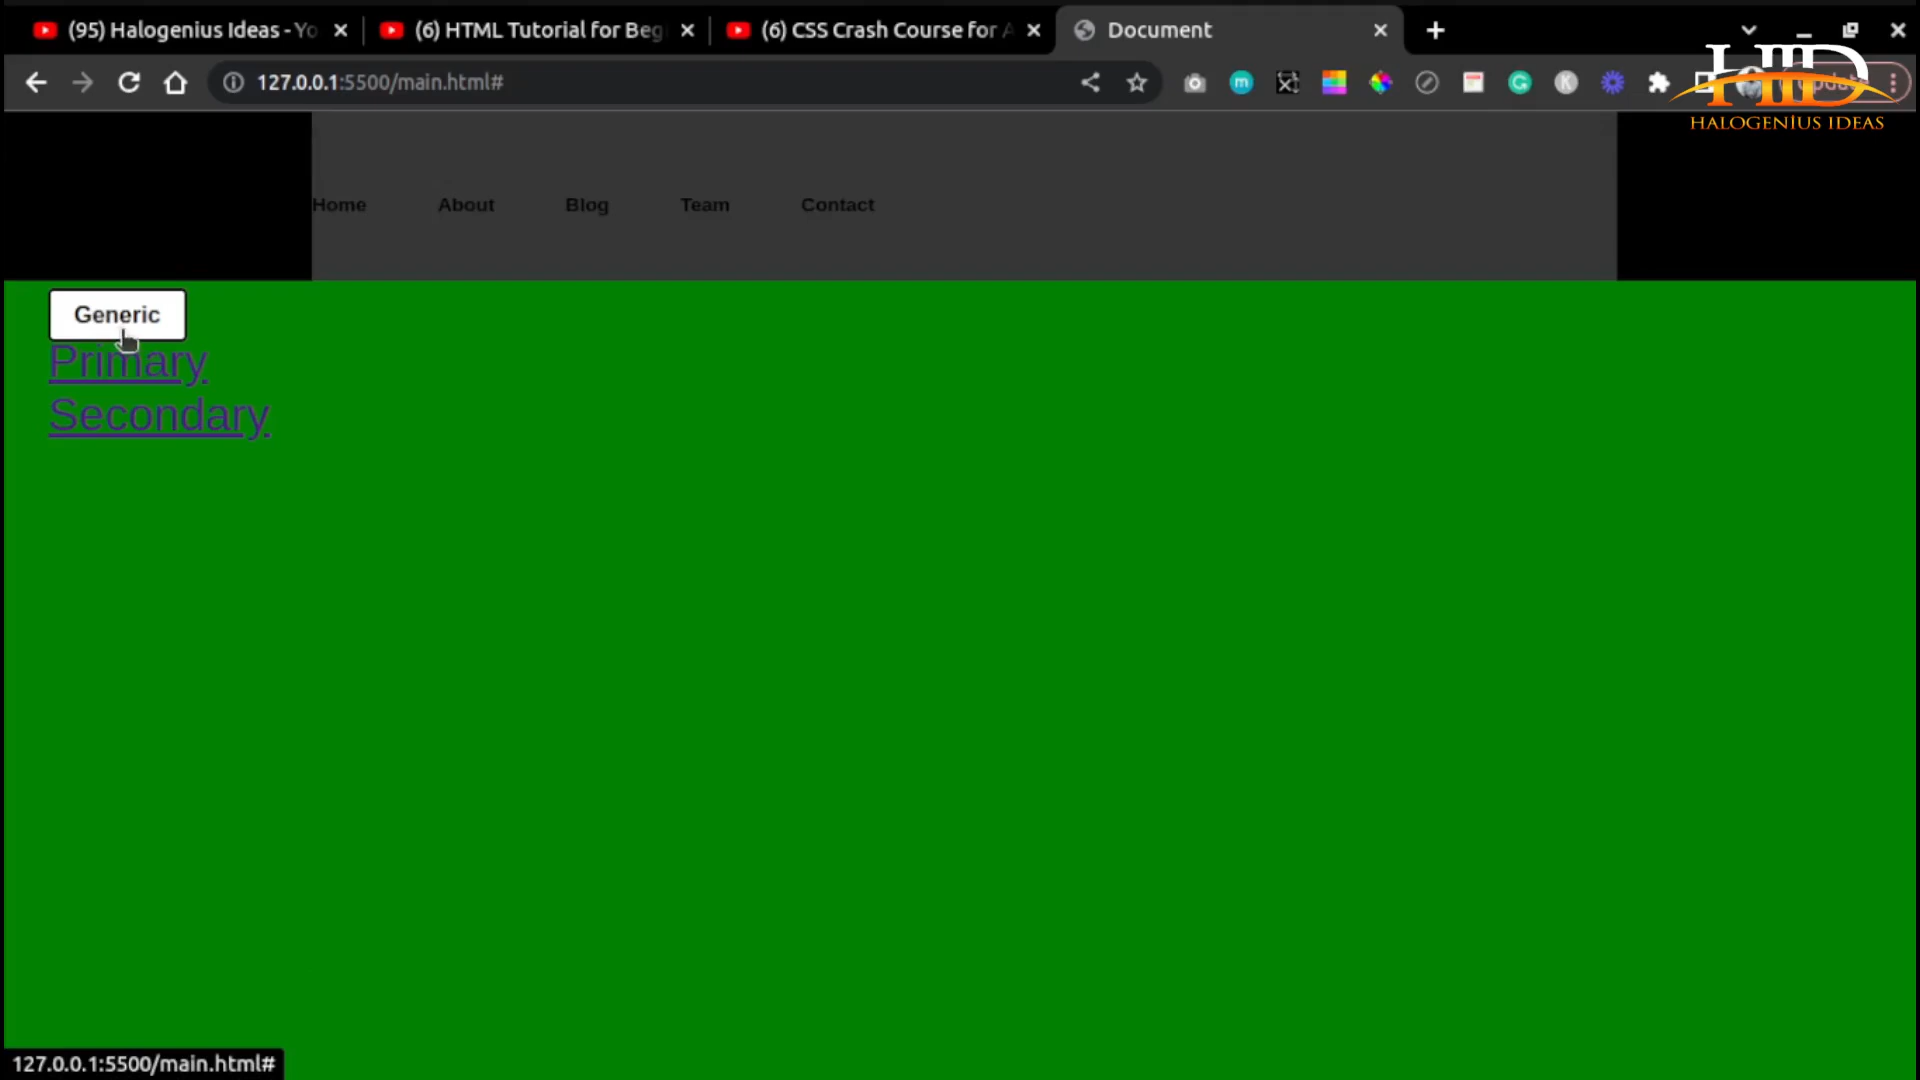 (95) Halogenius Ideas - Yo
(6) HTML Tutorial for Beg
(6) CSS Crash Course for A
Document
127.0.0.1:5500/main.html#
HID
HALOGENIUS IDEAS
Home About Blog Team Contact
Generic
Primary
Secondary
127.0.0.1:5500/main.html#